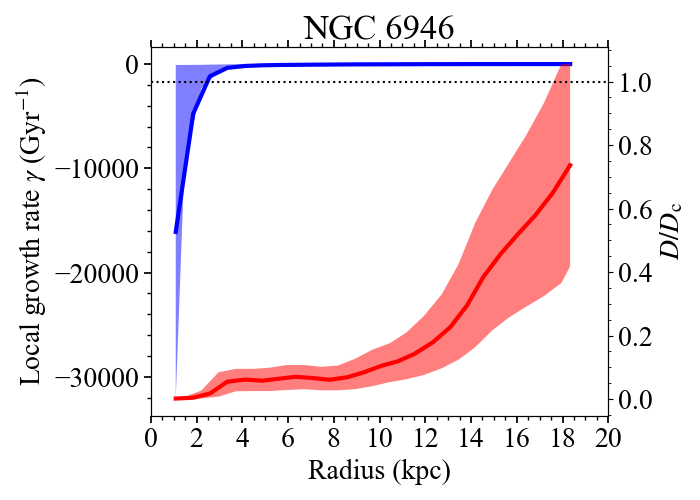 NGC 6946
Local growth rate γ (Gyr⁻¹)
0
−10000
−20000
−30000
1.0
0.8
0.6
0.4
0.2
0.0
D/Dc
0 2 4 6 8 10 12 14 16 18 20
Radius (kpc)